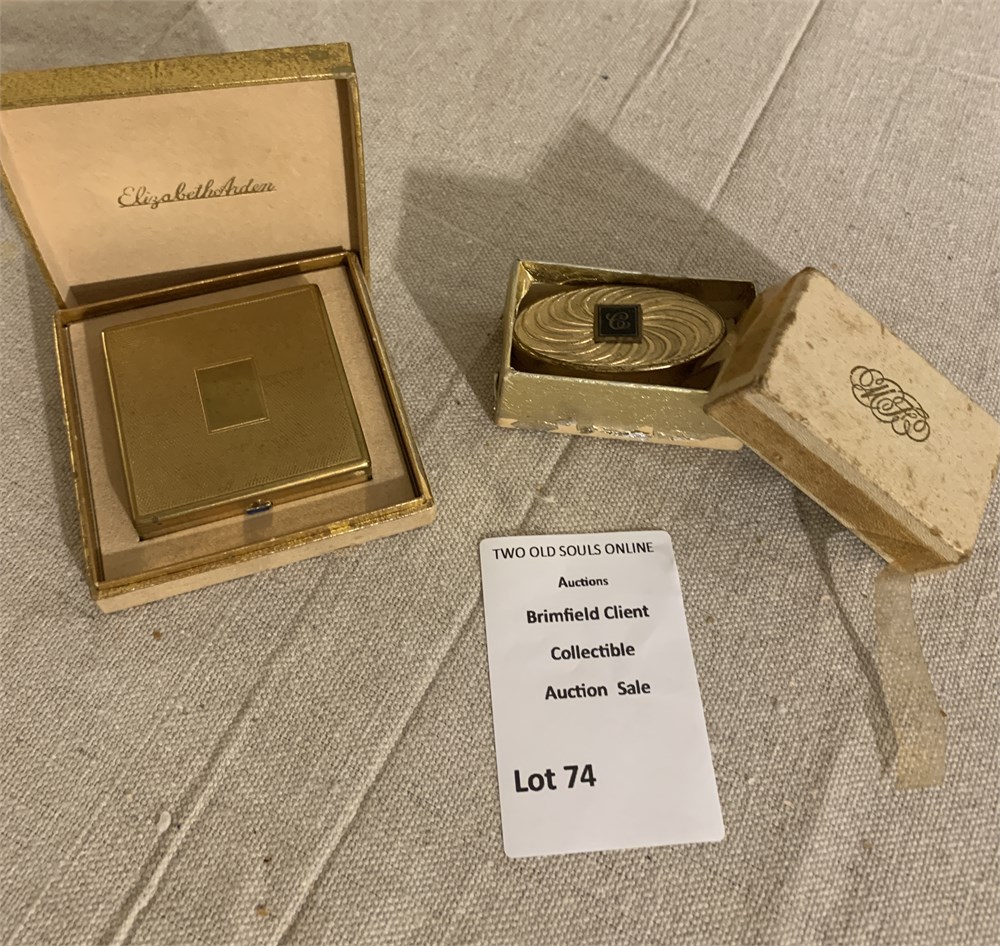 Elizabeth Arden
C
TWO OLD SOULS ONLINE
Auctions
Brimfield Client
Collectible
Auction Sale
Lot 74